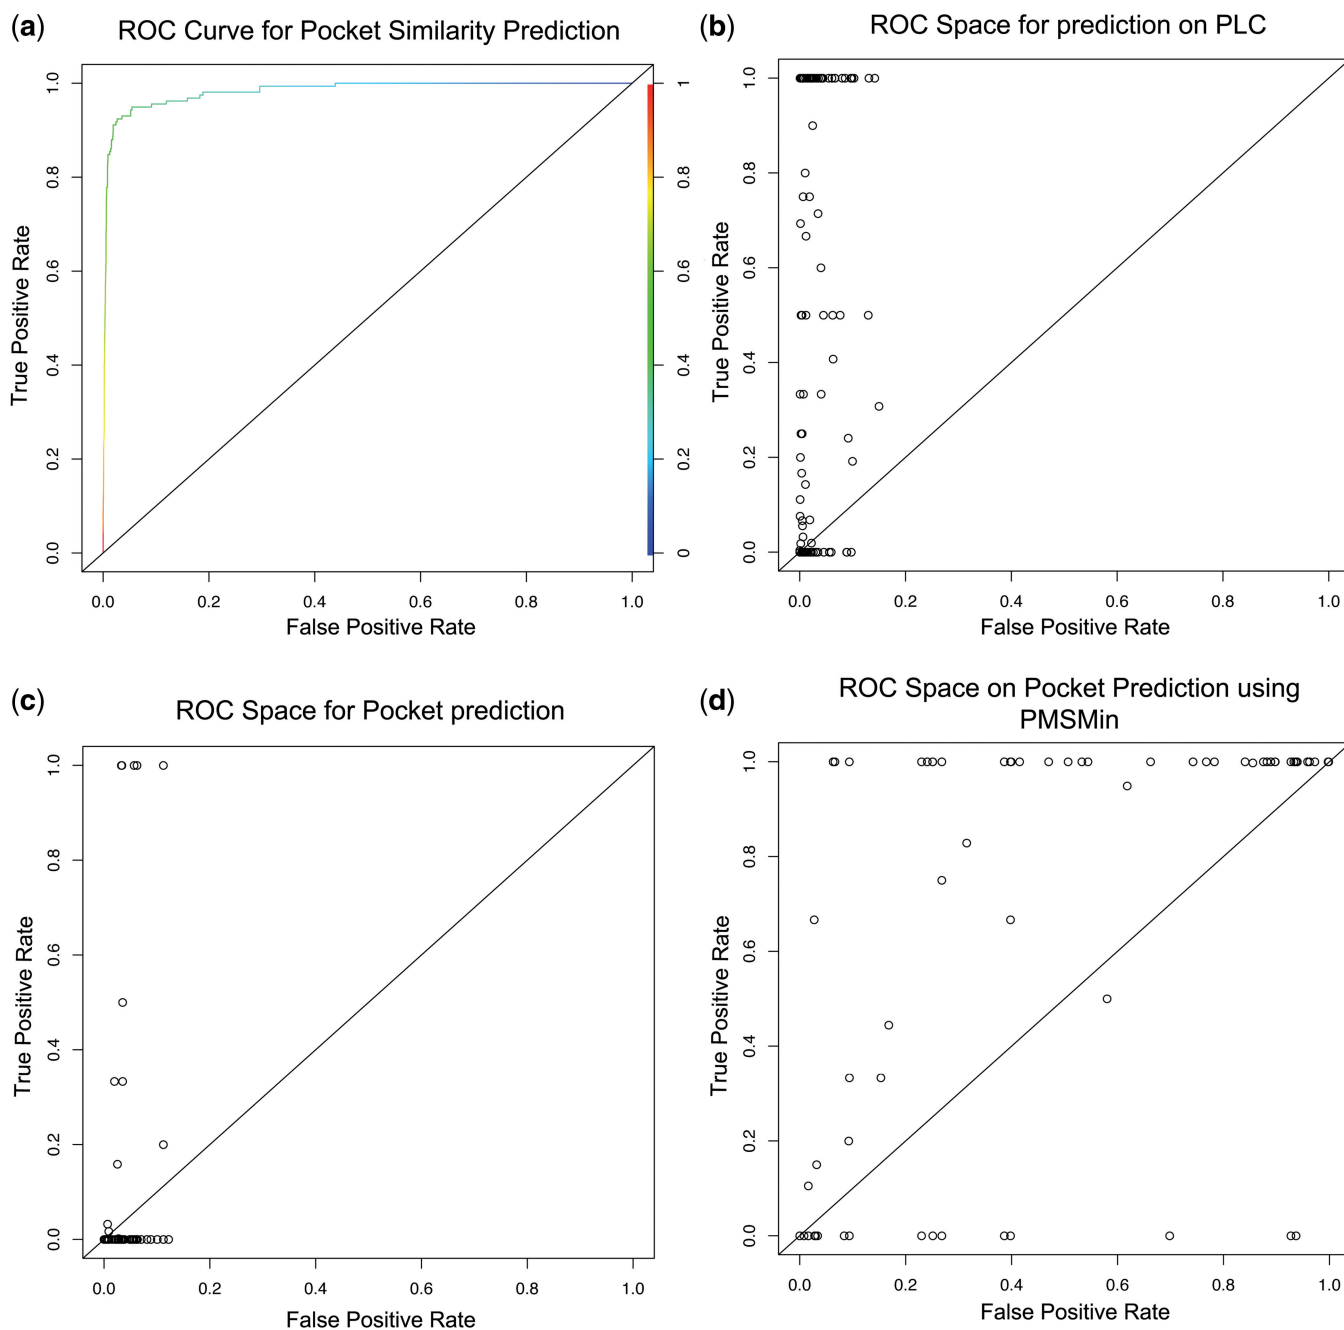 (a)
ROC Curve for Pocket Similarity Prediction
True Positive Rate
0.0 0.2 0.4 0.6 0.8 1.0
0 0.2 0.4 0.6 0.8 1
0.0 0.2 0.4 0.6 0.8 1.0
False Positive Rate
(b)
ROC Space for prediction on PLC
True Positive Rate
0.0 0.2 0.4 0.6 0.8 1.0
0.0 0.2 0.4 0.6 0.8 1.0
False Positive Rate
(c)
ROC Space for Pocket prediction
True Positive Rate
0.0 0.2 0.4 0.6 0.8 1.0
0.0 0.2 0.4 0.6 0.8 1.0
False Positive Rate
(d)
ROC Space on Pocket Prediction using
PMSMin
True Positive Rate
0.0 0.2 0.4 0.6 0.8 1.0
0.0 0.2 0.4 0.6 0.8 1.0
False Positive Rate